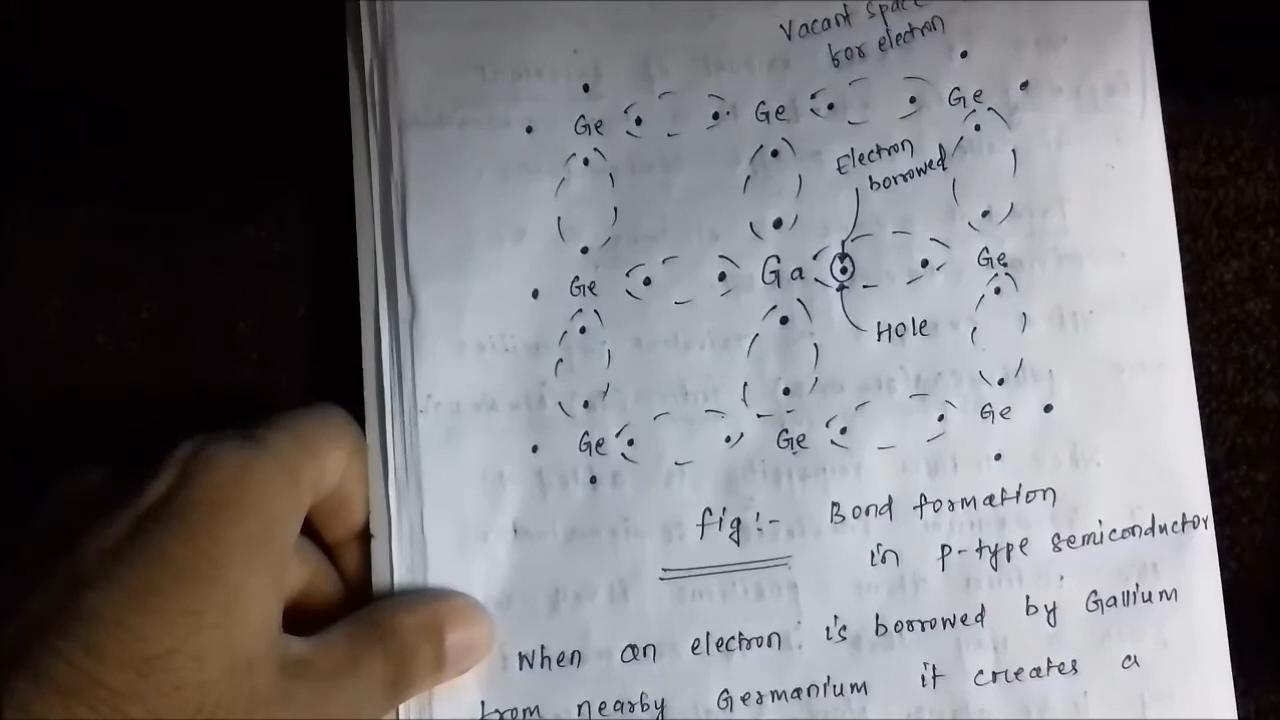 Vacant Space
for electron
Ge Ge Ge
Electron
borrowed
Ge Ga Ge
Hole
Ge Ge Ge
fig:- Bond formation
in p-type semiconductor
When an electron is borrowed by Gallium
from nearby Germanium it creates a